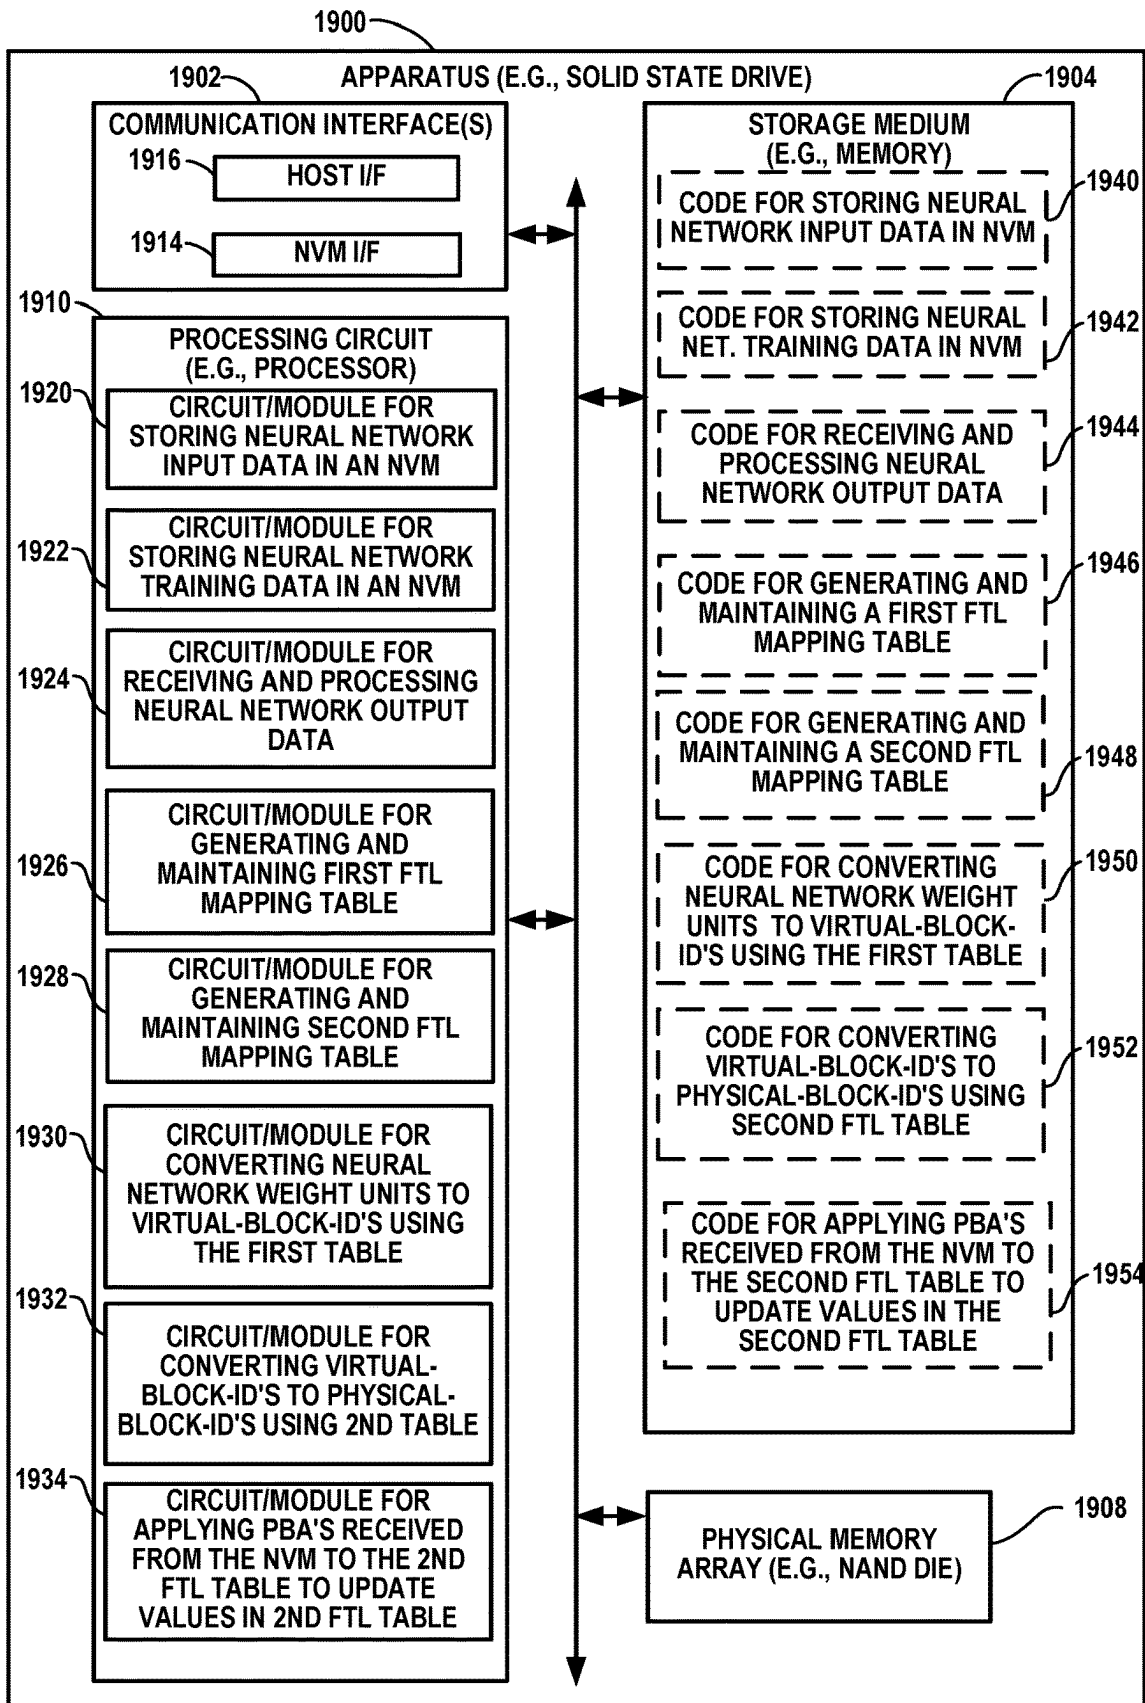 1900
APPARATUS (E.G., SOLID STATE DRIVE)
1902
COMMUNICATION INTERFACE(S)
1916
HOST I/F
1914
NVM I/F
1910
PROCESSING CIRCUIT
(E.G., PROCESSOR)
1920
CIRCUIT/MODULE FOR
STORING NEURAL NETWORK
INPUT DATA IN AN NVM
1922
CIRCUIT/MODULE FOR
STORING NEURAL NETWORK
TRAINING DATA IN AN NVM
1924
CIRCUIT/MODULE FOR
RECEIVING AND PROCESSING
NEURAL NETWORK OUTPUT
DATA
1926
CIRCUIT/MODULE FOR
GENERATING AND
MAINTAINING FIRST FTL
MAPPING TABLE
1928
CIRCUIT/MODULE FOR
GENERATING AND
MAINTAINING SECOND FTL
MAPPING TABLE
1930
CIRCUIT/MODULE FOR
CONVERTING NEURAL
NETWORK WEIGHT UNITS TO
VIRTUAL-BLOCK-ID'S USING
THE FIRST TABLE
1932
CIRCUIT/MODULE FOR
CONVERTING VIRTUAL-
BLOCK-ID'S TO PHYSICAL-
BLOCK-ID'S USING 2ND TABLE
1934
CIRCUIT/MODULE FOR
APPLYING PBA'S RECEIVED
FROM THE NVM TO THE 2ND
FTL TABLE TO UPDATE
VALUES IN 2ND FTL TABLE
1904
STORAGE MEDIUM
(E.G., MEMORY)
1940
CODE FOR STORING NEURAL
NETWORK INPUT DATA IN NVM
1942
CODE FOR STORING NEURAL
NET. TRAINING DATA IN NVM
1944
CODE FOR RECEIVING AND
PROCESSING NEURAL
NETWORK OUTPUT DATA
1946
CODE FOR GENERATING AND
MAINTAINING A FIRST FTL
MAPPING TABLE
1948
CODE FOR GENERATING AND
MAINTAINING A SECOND FTL
MAPPING TABLE
1950
CODE FOR CONVERTING
NEURAL NETWORK WEIGHT
UNITS TO VIRTUAL-BLOCK-
ID'S USING THE FIRST TABLE
1952
CODE FOR CONVERTING
VIRTUAL-BLOCK-ID'S TO
PHYSICAL-BLOCK-ID'S USING
SECOND FTL TABLE
1954
CODE FOR APPLYING PBA'S
RECEIVED FROM THE NVM TO
THE SECOND FTL TABLE TO
UPDATE VALUES IN THE
SECOND FTL TABLE
1908
PHYSICAL MEMORY
ARRAY (E.G., NAND DIE)